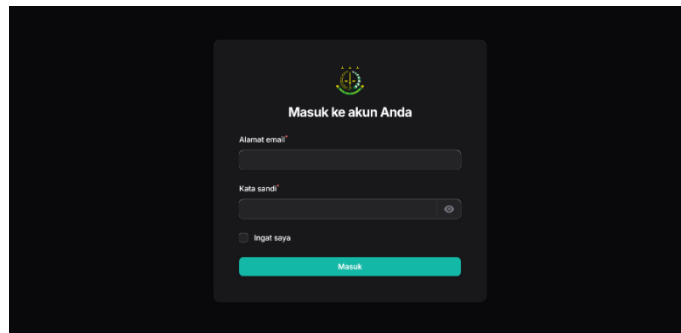 Masuk ke akun Anda
Alamat email*
Kata sandi*
Ingat saya
Masuk